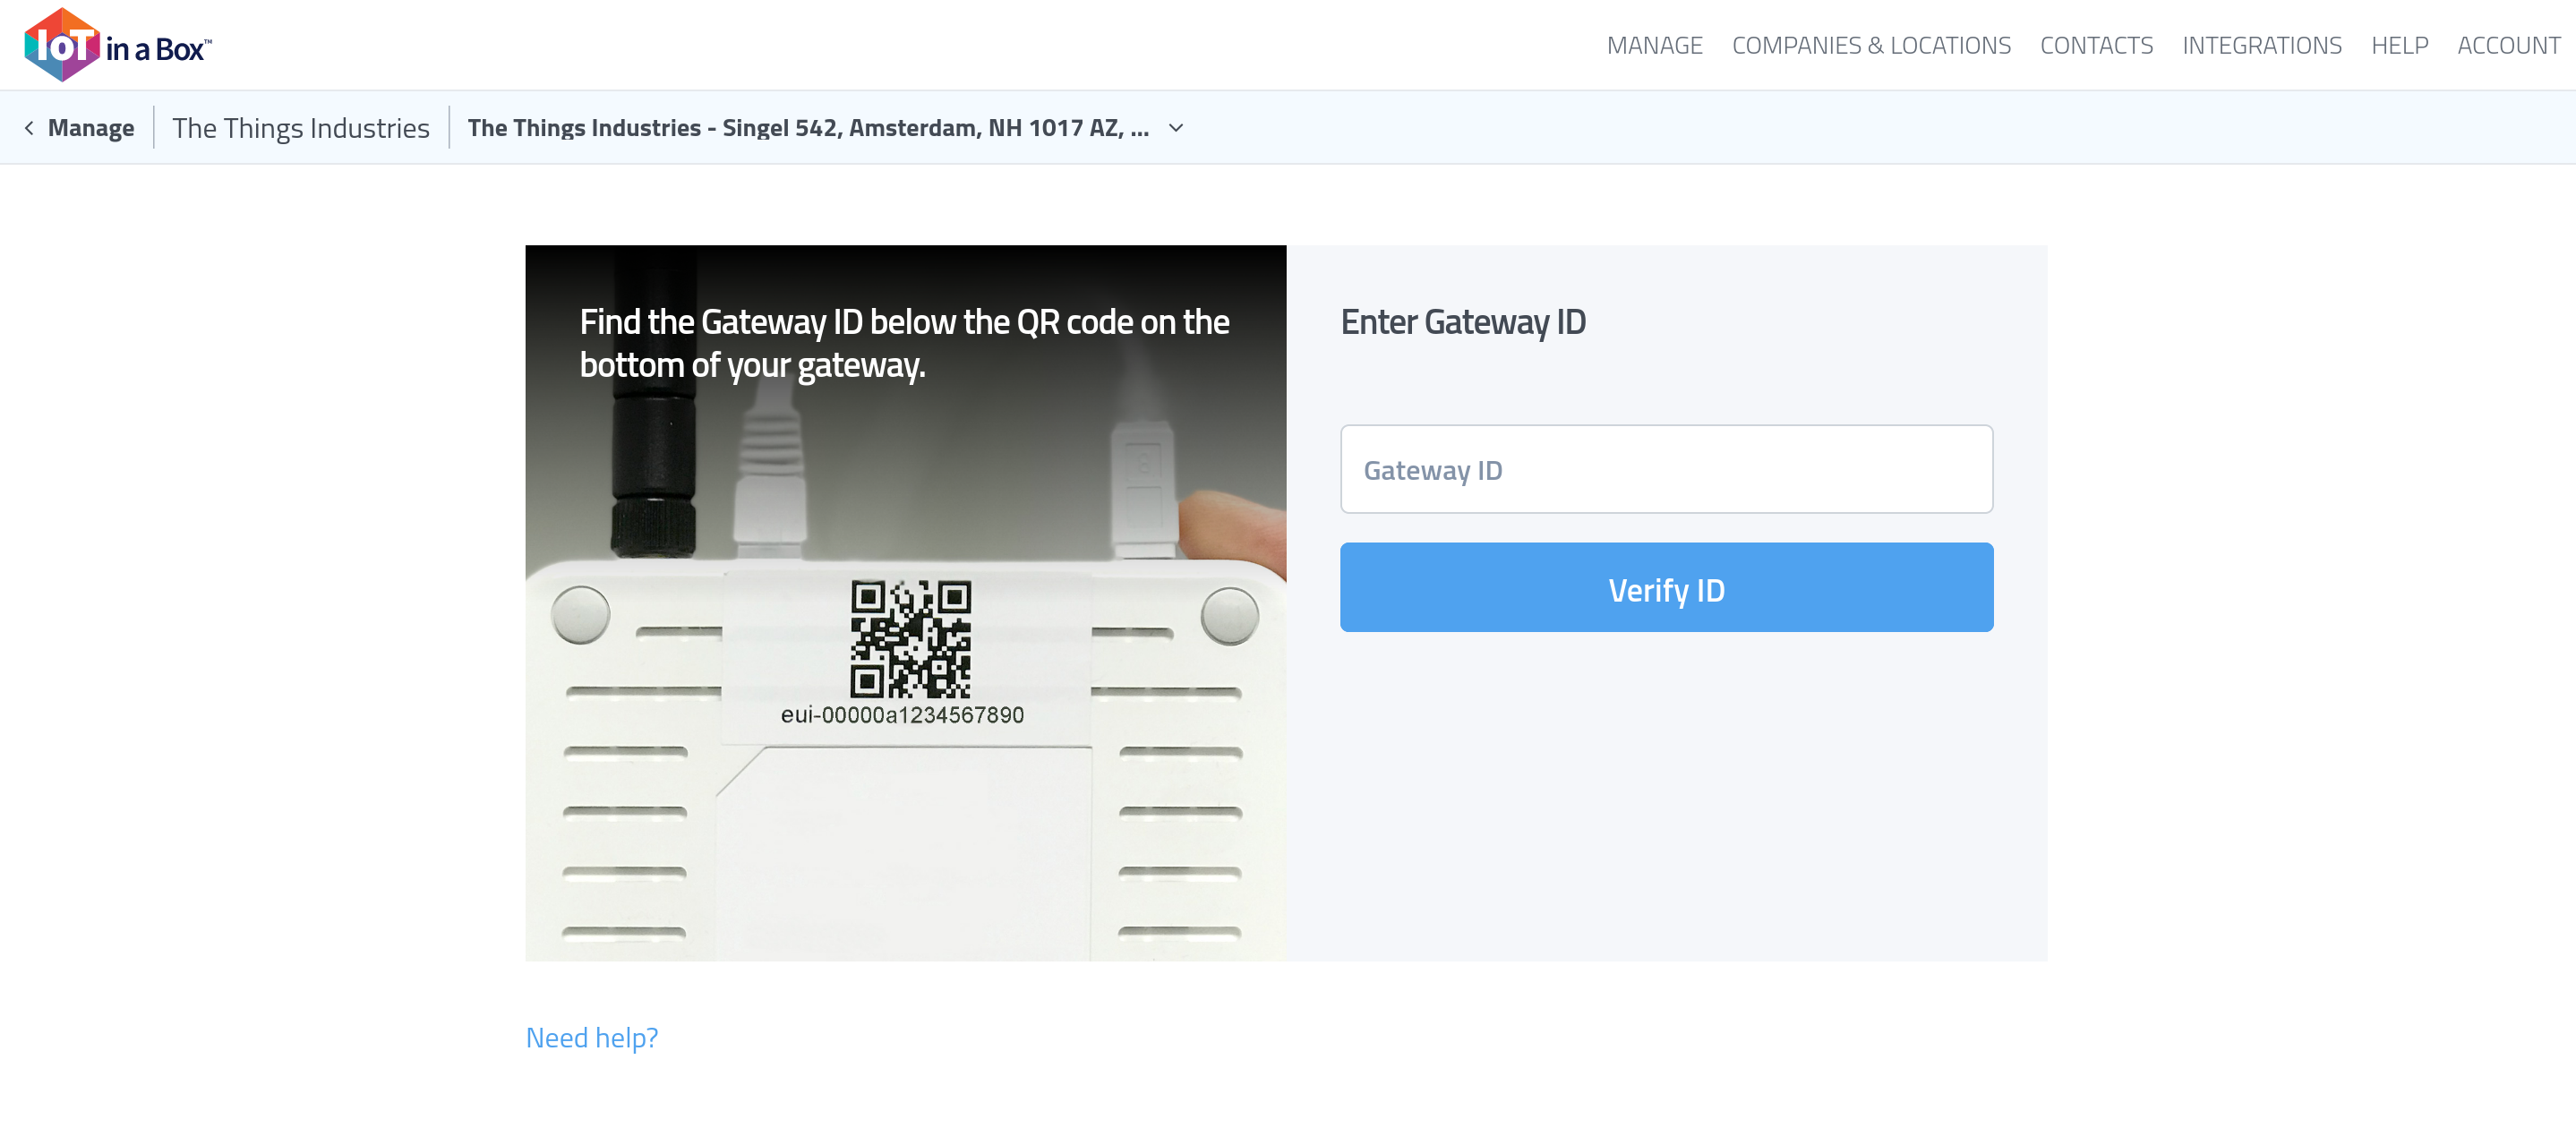 IoT in a Box™
MANAGE COMPANIES & LOCATIONS CONTACTS INTEGRATIONS HELP ACCOUNT
Manage The Things Industries The Things Industries - Singel 542, Amsterdam, NH 1017 AZ, ...
Find the Gateway ID below the QR code on the
bottom of your gateway.
eui-00000a1234567890
Enter Gateway ID
Gateway ID
Verify ID
Need help?